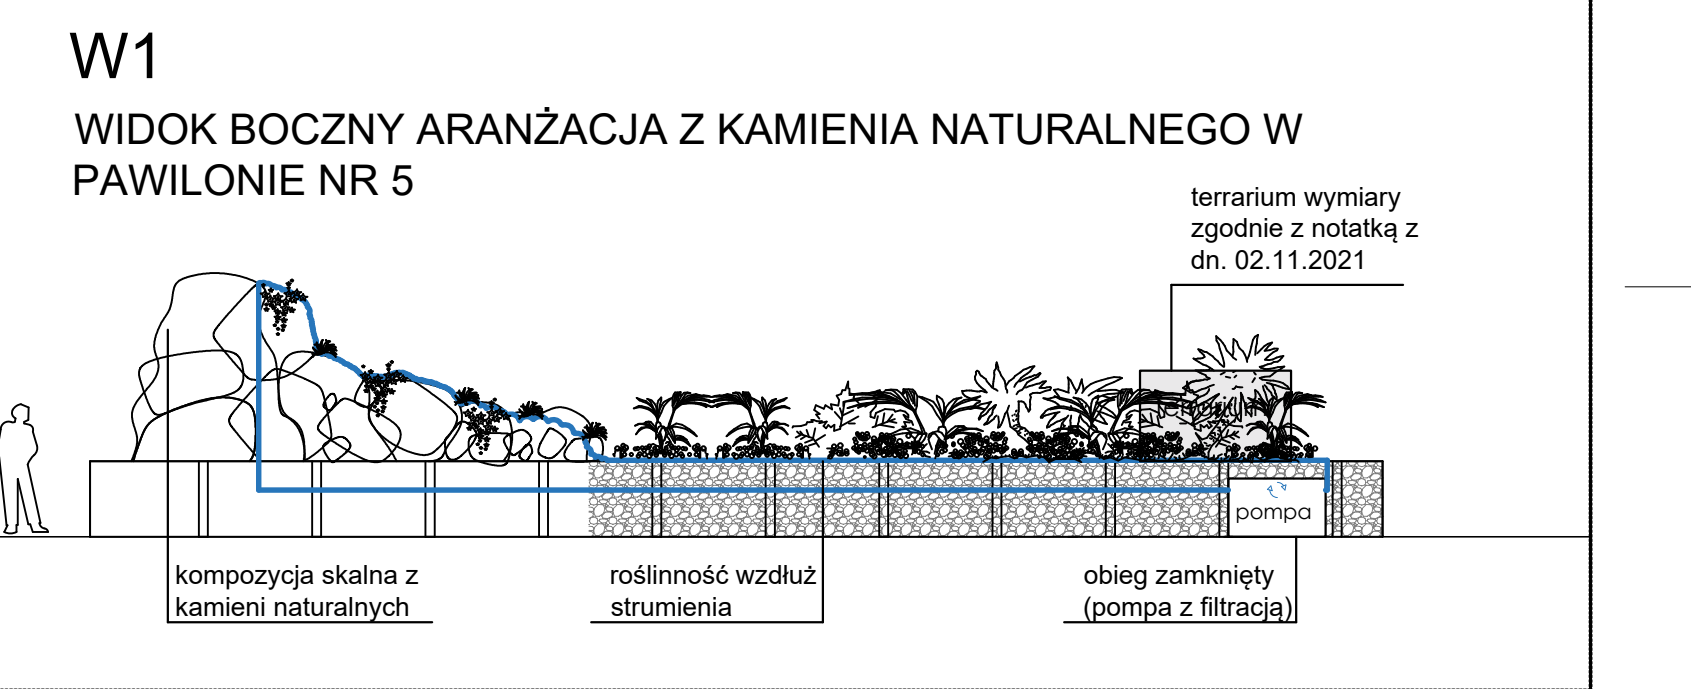 W1
WIDOK BOCZNY ARANŻACJA Z KAMIENIA NATURALNEGO W
PAWILONIE NR 5
terrarium wymiary
zgodnie z notatką z
dn. 02.11.2021
terrarium
pompa
kompozycja skalna z
kamieni naturalnych
roślinność wzdłuż
strumienia
obieg zamknięty
(pompa z filtracją)